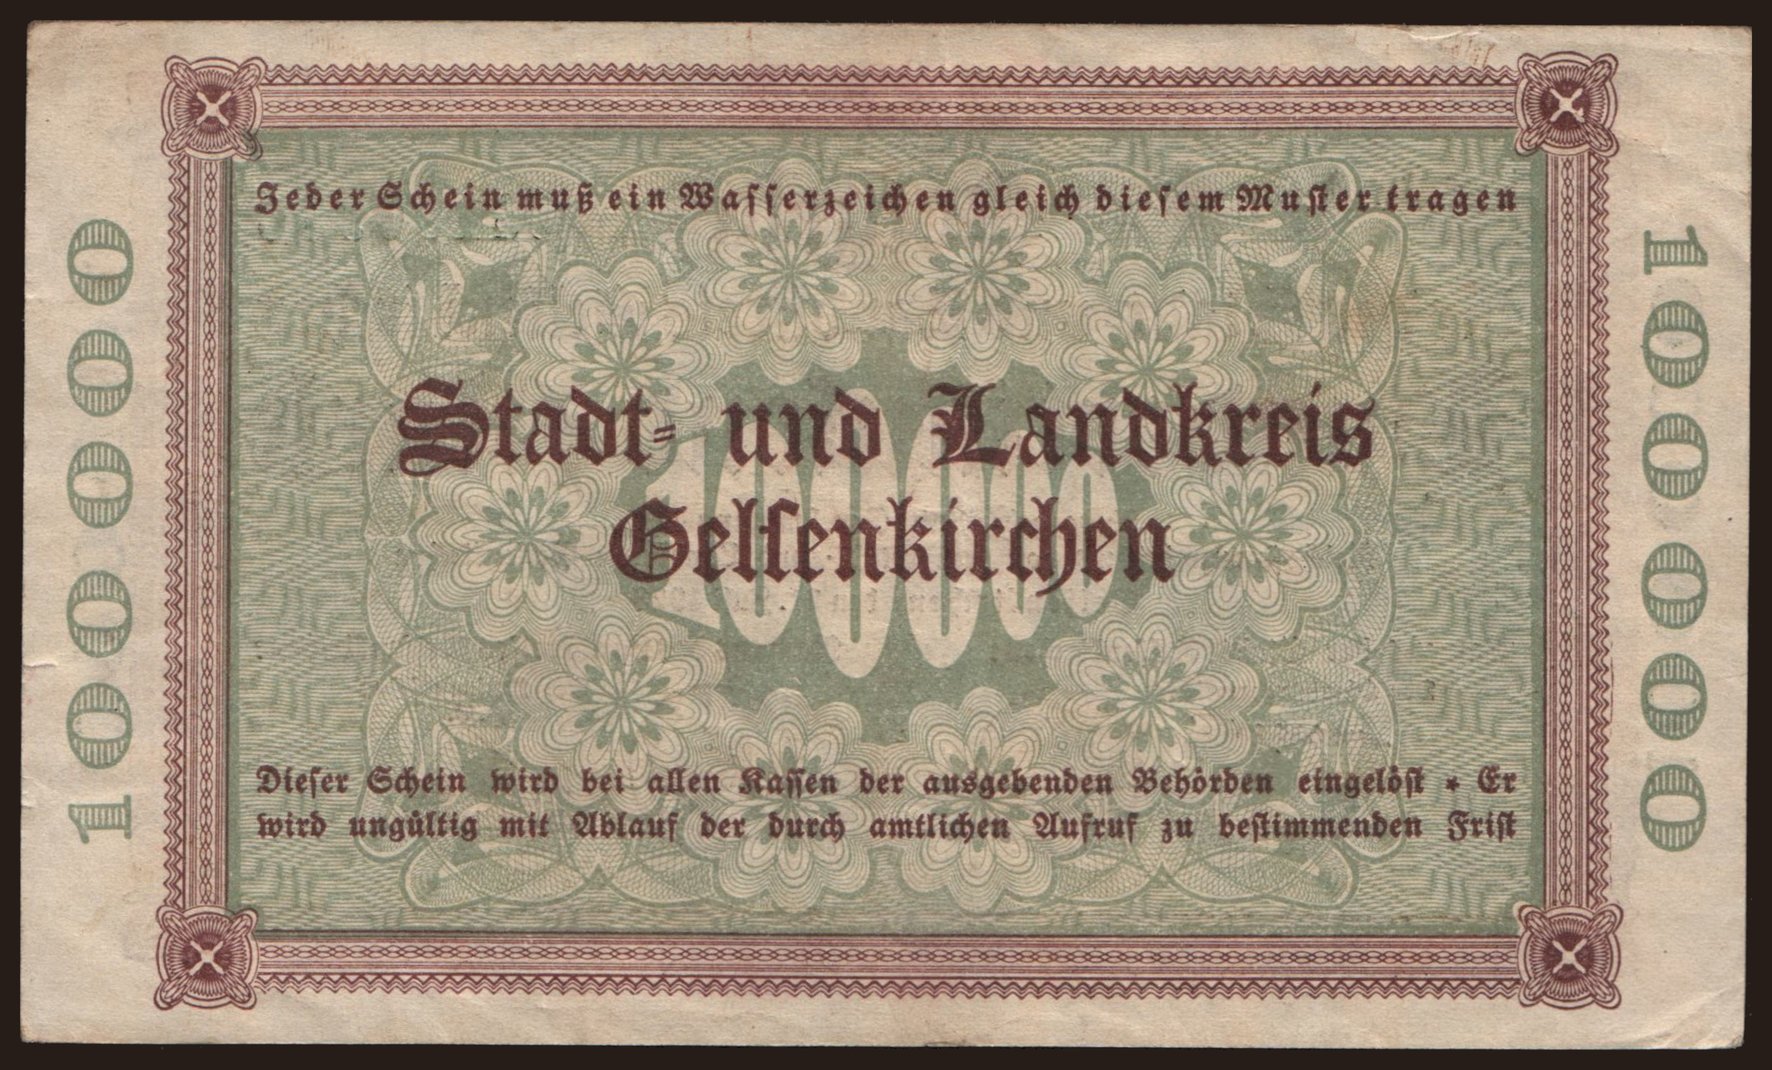 Jeder Schein muß ein Wasserzeichen gleich diesem Muster tragen
100000
100000
100000
Stadt- und Landkreis
Gelsenkirchen
Dieser Schein wird bei allen Kassen der ausgebenden Behörden eingelöst * Er
wird ungültig mit Ablauf der durch amtlichen Aufruf zu bestimmenden Frist